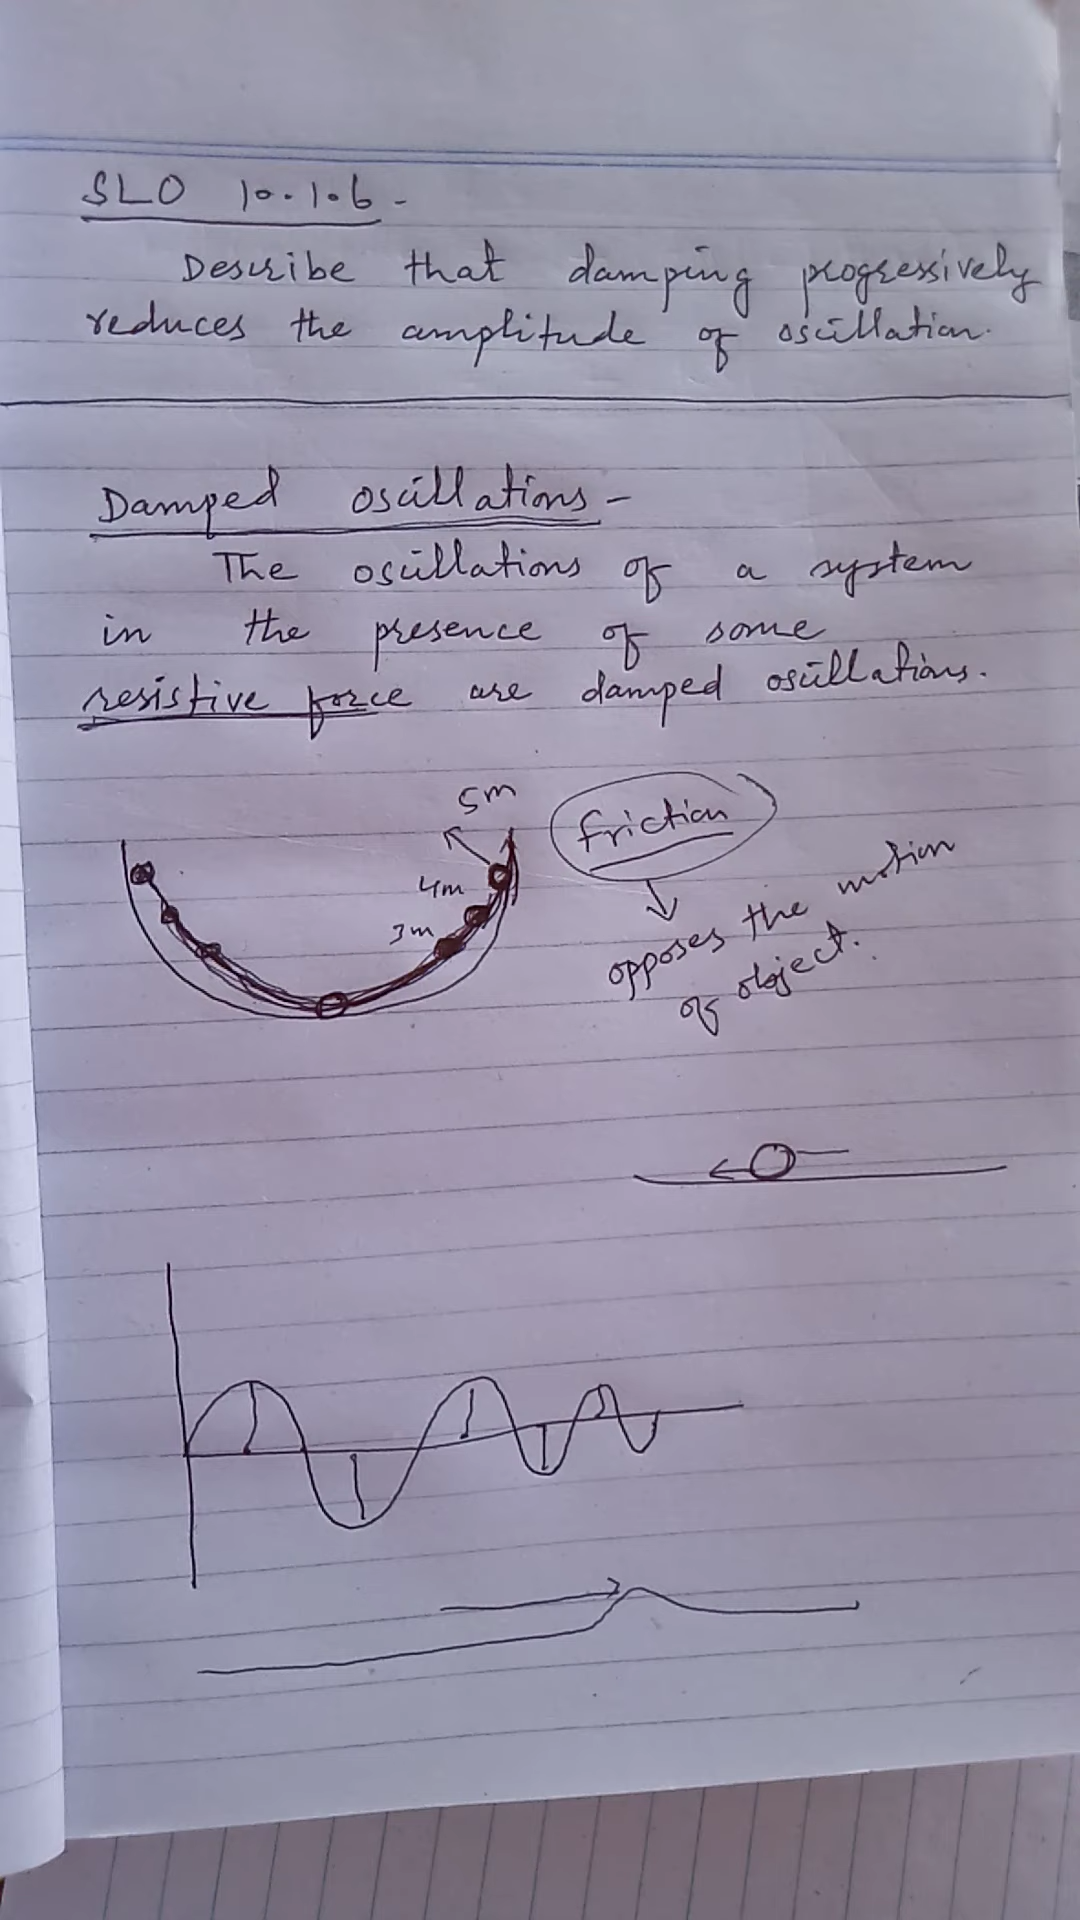 SLO 10.1.6-
Describe that damping progressively
reduces the amplitude of oscillation.
Damped oscillations -
The oscillations of a system
in the presence of some
resistive force are damped oscillations.
5m
friction
4m
3m
opposes the motion
of object.